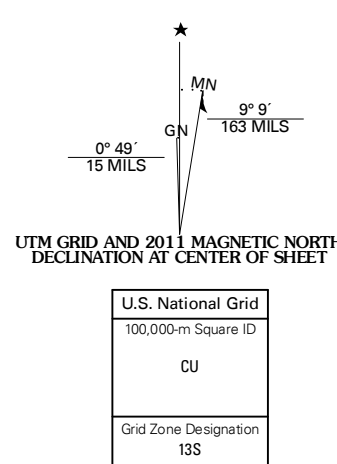 ★
MN
GN
9° 9´
163 MILS
0° 49´
15 MILS
UTM GRID AND 2011 MAGNETIC NORTH
DECLINATION AT CENTER OF SHEET
U.S. National Grid
100,000-m Square ID
CU
Grid Zone Designation
13S